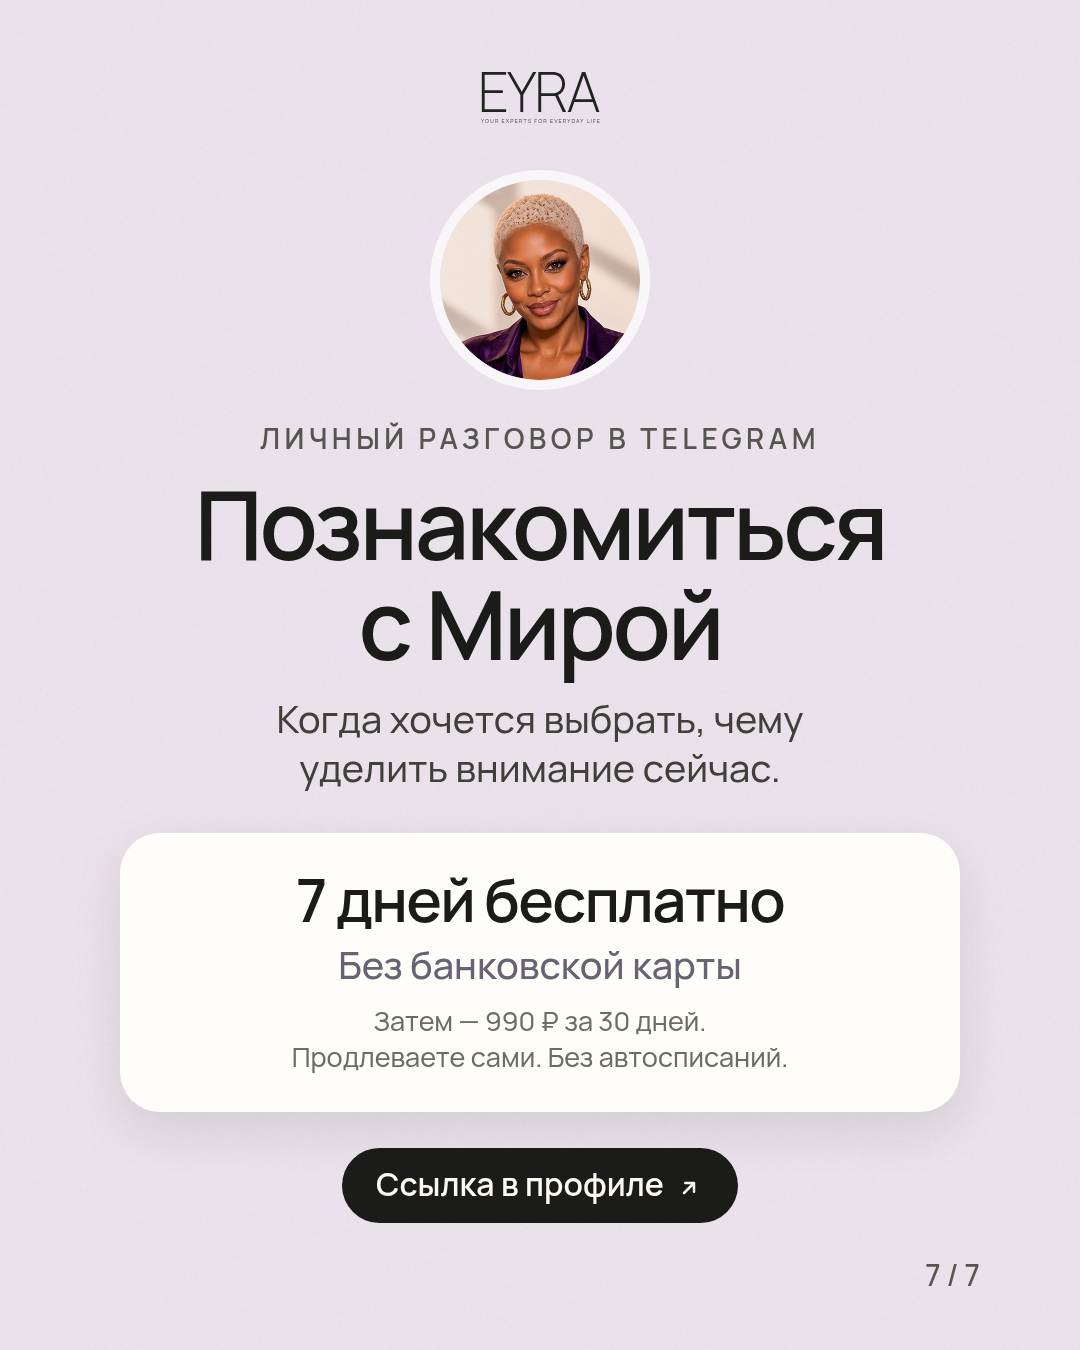 EYRA
YOUR EXPERTS FOR EVERYDAY LIFE
ЛИЧНЫЙ РАЗГОВОР В TELEGRAM
Познакомиться
с Мирой
Когда хочется выбрать, чему
уделить внимание сейчас.
7 дней бесплатно
Без банковской карты
Затем — 990 ₽ за 30 дней.
Продлеваете сами. Без автосписаний.
Ссылка в профиле ↗
7 / 7